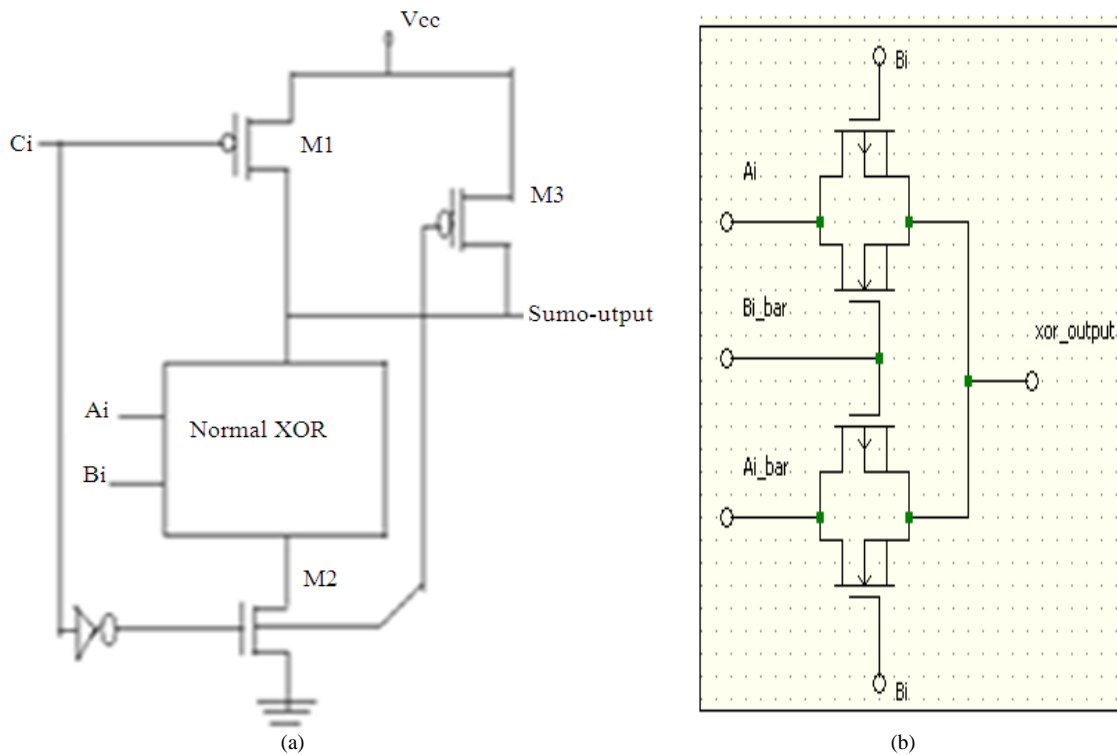 Vcc
Ci
M1
M3
Sumo-utput
Ai
Normal XOR
Bi
M2
(a)
Bi
Ai
Bi_bar
xor_output
Ai_bar
Bi
(b)